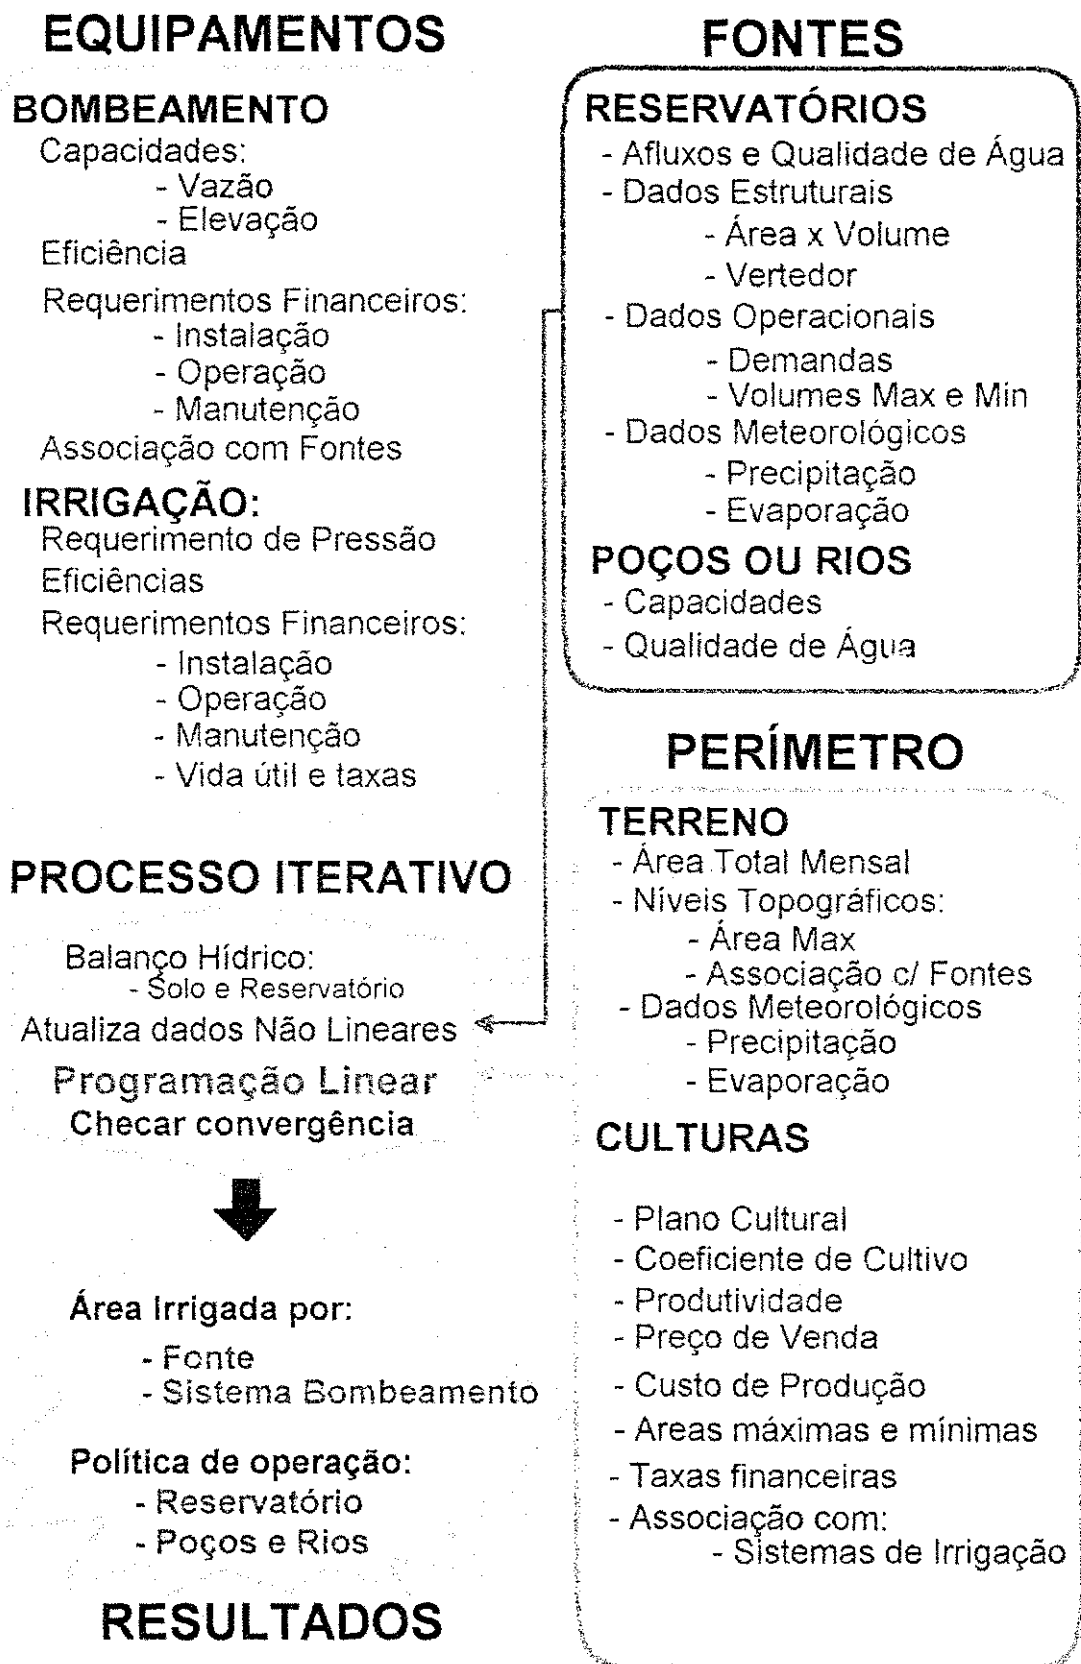 EQUIPAMENTOS
BOMBEAMENTO
Capacidades:
- Vazão
- Elevação
Eficiência
Requerimentos Financeiros:
- Instalação
- Operação
- Manutenção
Associação com Fontes
IRRIGAÇÃO:
Requerimento de Pressão
Eficiências
Requerimentos Financeiros:
- Instalação
- Operação
- Manutenção
- Vida útil e taxas
PROCESSO ITERATIVO
Balanço Hídrico:
- Solo e Reservatório
Atualiza dados Não Lineares
Programação Linear
Checar convergência
Área Irrigada por:
- Fonte
- Sistema Bombeamento
Política de operação:
- Reservatório
- Poços e Rios
RESULTADOS
FONTES
RESERVATÓRIOS
- Afluxos e Qualidade de Água
- Dados Estruturais
- Área x Volume
- Vertedor
- Dados Operacionais
- Demandas
- Volumes Max e Min
- Dados Meteorológicos
- Precipitação
- Evaporação
POÇOS OU RIOS
- Capacidades
- Qualidade de Água
PERÍMETRO
TERRENO
- Área Total Mensal
- Níveis Topográficos:
- Área Max
- Associação c/ Fontes
- Dados Meteorológicos
- Precipitação
- Evaporação
CULTURAS
- Plano Cultural
- Coeficiente de Cultivo
- Produtividade
- Preço de Venda
- Custo de Produção
- Areas máximas e mínimas
- Taxas financeiras
- Associação com:
- Sistemas de Irrigação